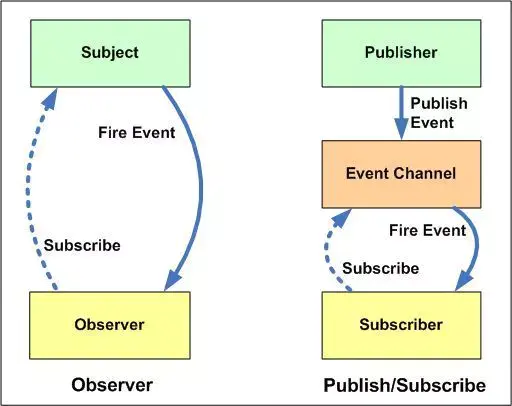 Subject
Fire Event
Subscribe
Observer
Observer
Publisher
Publish
Event
Event Channel
Fire Event
Subscribe
Subscriber
Publish/Subscribe